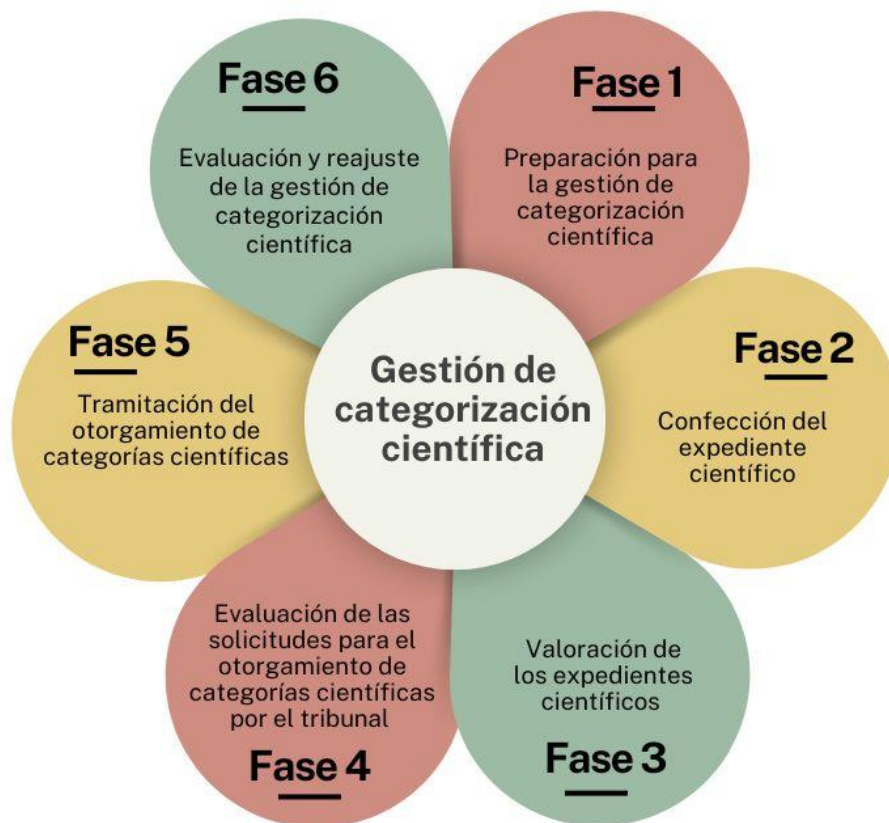 Fase 6
Evaluación y reajuste
de la gestión de
categorización
científica
Fase 1
Preparación para
la gestión de
categorización
científica
Fase 5
Tramitación del
otorgamiento de
categorías científicas
Gestión de
categorización
científica
Fase 2
Confección del
expediente
científico
Evaluación de las
solicitudes para el
otorgamiento de
categorías científicas
por el tribunal
Fase 4
Valoración de
los expedientes
científicos
Fase 3